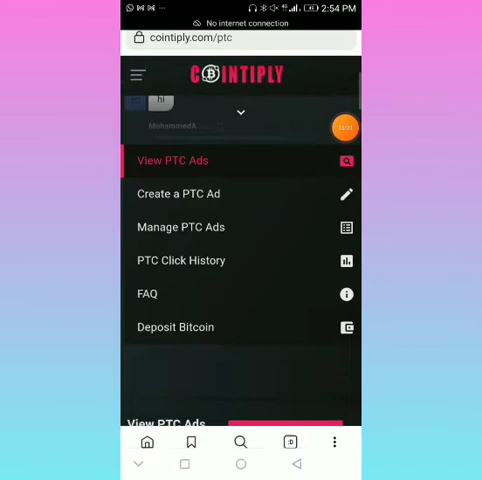 2:54 PM
No internet connection
cointiply.com/ptc
COINTIPLY
hi
MohammedA
View PTC Ads
Create a PTC Ad
Manage PTC Ads
PTC Click History
FAQ
Deposit Bitcoin
View PTC Ads